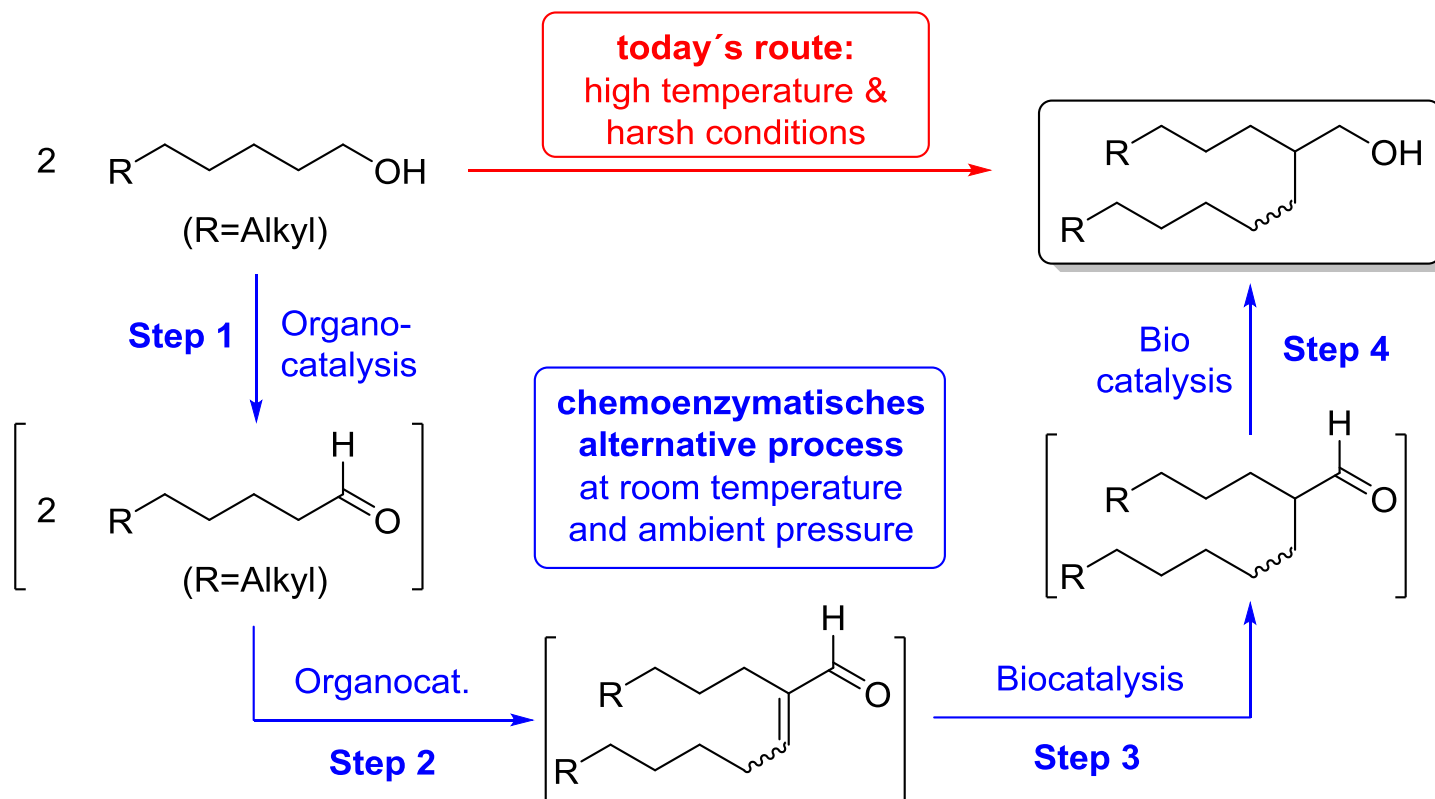 today´s route:
high temperature &
harsh conditions
2
R
OH
(R=Alkyl)
R
OH
R
Step 1
Organo-
catalysis
Bio
catalysis
Step 4
chemoenzymatisches
alternative process
at room temperature
and ambient pressure
2
R
H
O
(R=Alkyl)
H
R
O
R
Organocat.
Step 2
H
R
O
R
Biocatalysis
Step 3